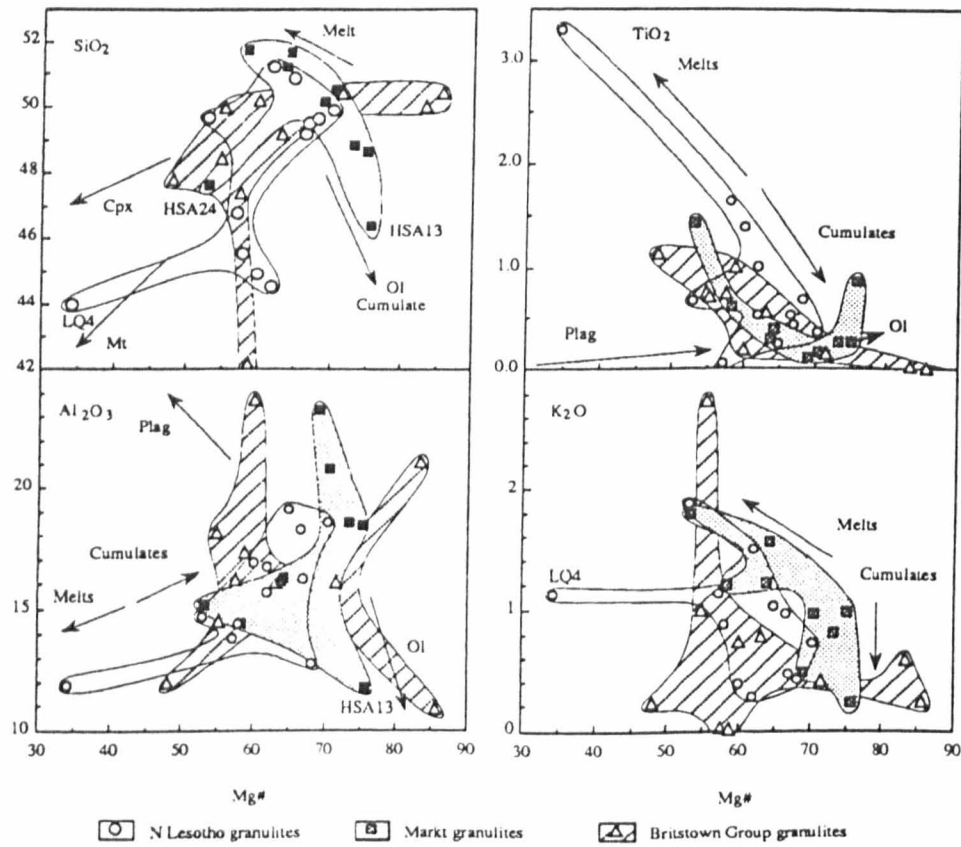 SiO2
Melt
52
50
48
46
44
42
Cpx
HSA24
HSA13
Ol
Cumulate
LQ4
Mt
TiO2
Melts
3.0
2.0
1.0
0.0
Cumulates
Plag
Ol
Al2O3
Plag
20
15
10
Cumulates
Melts
Ol
HSA13
30 40 50 60 70 80 90
Mg#
K2O
2
1
0
LQ4
Melts
Cumulates
30 40 50 60 70 80 90
Mg#
N Lesotho granulites
Markt granulites
Britstown Group granulites